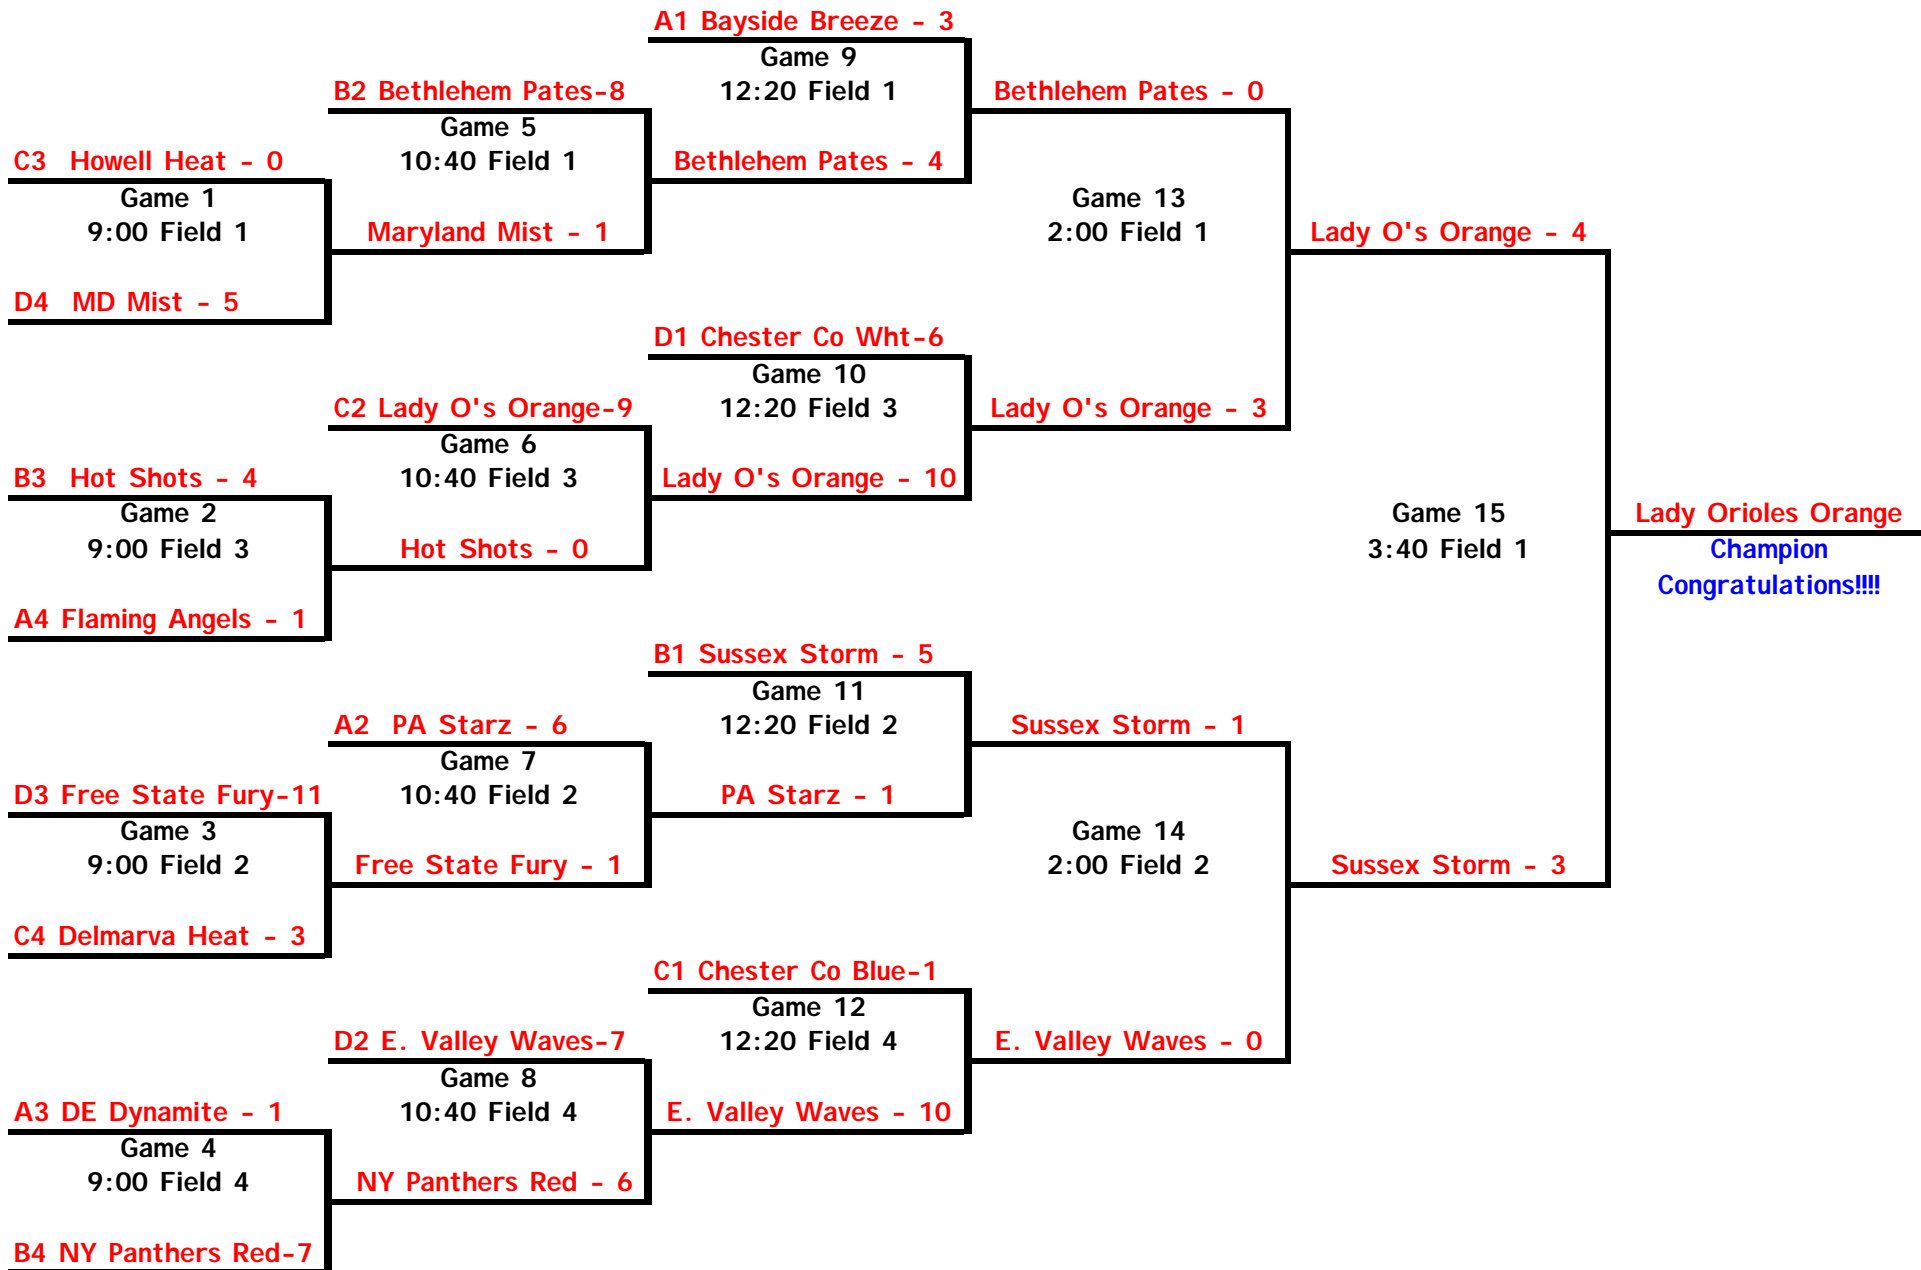 A1 Bayside Breeze - 3
Game 9
12:20 Field 1
B2 Bethlehem Pates-8
Bethlehem Pates - 0
Game 5
10:40 Field 1
C3 Howell Heat - 0
Bethlehem Pates - 4
Game 1
9:00 Field 1
Game 13
2:00 Field 1
Maryland Mist - 1
Lady O's Orange - 4
D4 MD Mist - 5
D1 Chester Co Wht-6
Game 10
12:20 Field 3
C2 Lady O's Orange-9
Lady O's Orange - 3
Game 6
10:40 Field 3
B3 Hot Shots - 4
Lady O's Orange - 10
Game 2
9:00 Field 3
Game 15
3:40 Field 1
Lady Orioles Orange
Champion
Congratulations!!!!
Hot Shots - 0
A4 Flaming Angels - 1
B1 Sussex Storm - 5
Game 11
12:20 Field 2
A2 PA Starz - 6
Sussex Storm - 1
Game 7
10:40 Field 2
D3 Free State Fury-11
PA Starz - 1
Game 3
9:00 Field 2
Game 14
2:00 Field 2
Free State Fury - 1
Sussex Storm - 3
C4 Delmarva Heat - 3
C1 Chester Co Blue-1
Game 12
12:20 Field 4
D2 E. Valley Waves-7
E. Valley Waves - 0
Game 8
10:40 Field 4
A3 DE Dynamite - 1
E. Valley Waves - 10
Game 4
9:00 Field 4
NY Panthers Red - 6
B4 NY Panthers Red-7